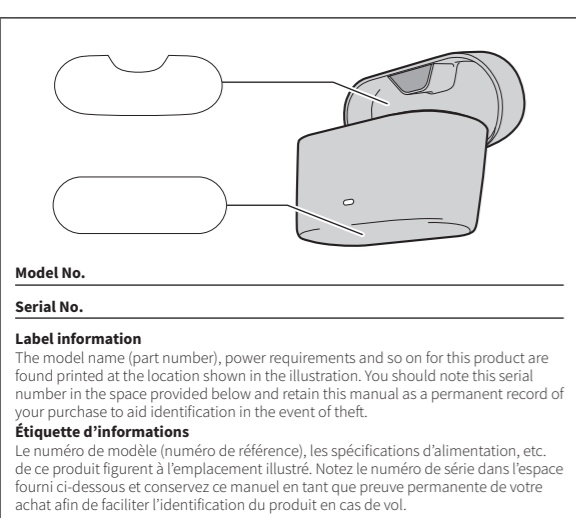 Model No.
Serial No.
Label information
The model name (part number), power requirements and so on for this product are
found printed at the location shown in the illustration. You should note this serial
number in the space provided below and retain this manual as a permanent record of
your purchase to aid identification in the event of theft.
Étiquette d’informations
Le numéro de modèle (numéro de référence), les spécifications d’alimentation, etc.
de ce produit figurent à l’emplacement illustré. Notez le numéro de série dans l’espace
fourni ci-dessous et conservez ce manuel en tant que preuve permanente de votre
achat afin de faciliter l’identification du produit en cas de vol.